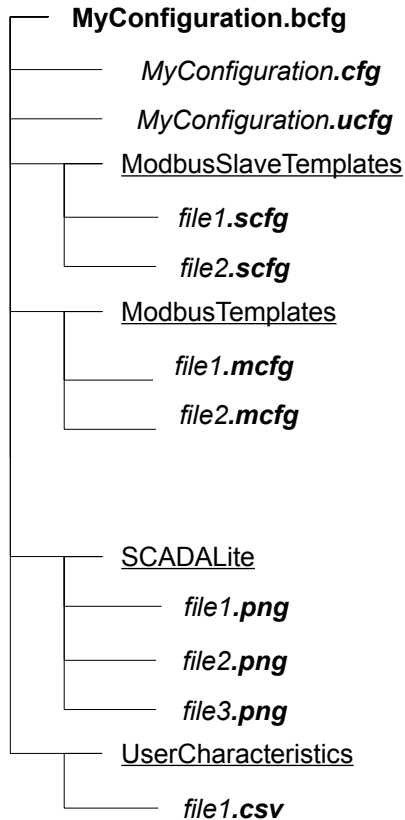 MyConfiguration.bcfg
MyConfiguration.cfg
MyConfiguration.ucfg
ModbusSlaveTemplates
file1.scfg
file2.scfg
ModbusTemplates
file1.mcfg
file2.mcfg
SCADALite
file1.png
file2.png
file3.png
UserCharacteristics
file1.csv